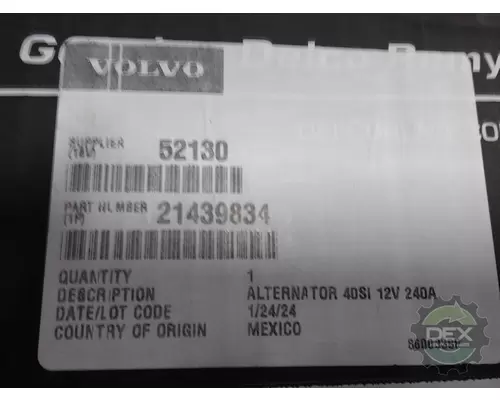 VOLVO
SUPPLIER
(18V) 52130
PART NUMBER
(1P) 21439834
QUANTITY 1
DESCRIPTION ALTERNATOR 40SI 12V 240A
DATE/LOT CODE 1/24/24
COUNTRY OF ORIGIN MEXICO
DEX